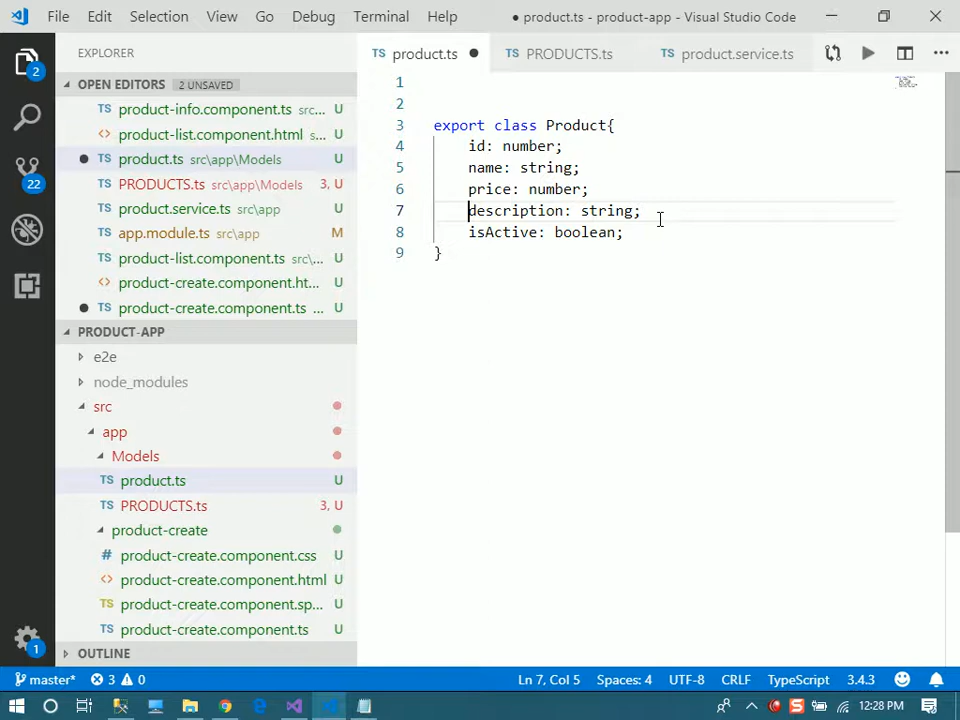 File Edit Selection View Go Debug Terminal Help ● product.ts - product-app - Visual Studio Code
EXPLORER
TS product.ts ● TS PRODUCTS.ts TS product.service.ts
OPEN EDITORS 2 UNSAVED
TS product-info.component.ts src... U
<> product-list.component.html s... U
● TS product.ts src\app\Models U
TS PRODUCTS.ts src\app\Models 3, U
TS product.service.ts src\app U
TS app.module.ts src\app M
TS product-list.component.ts src\... U
<> product-create.component.ht... U
● TS product-create.component.ts ... U
PRODUCT-APP
e2e
node_modules
src
app
Models
TS product.ts U
TS PRODUCTS.ts 3, U
product-create
# product-create.component.css U
<> product-create.component.html U
TS product-create.component.sp... U
TS product-create.component.ts U
OUTLINE
2
22
1
1
2
3 export class Product{
4 id: number;
5 name: string;
6 price: number;
7 description: string;
8 isActive: boolean;
9 }
master* 3 0 Ln 7, Col 5 Spaces: 4 UTF-8 CRLF TypeScript 3.4.3
12:28 PM